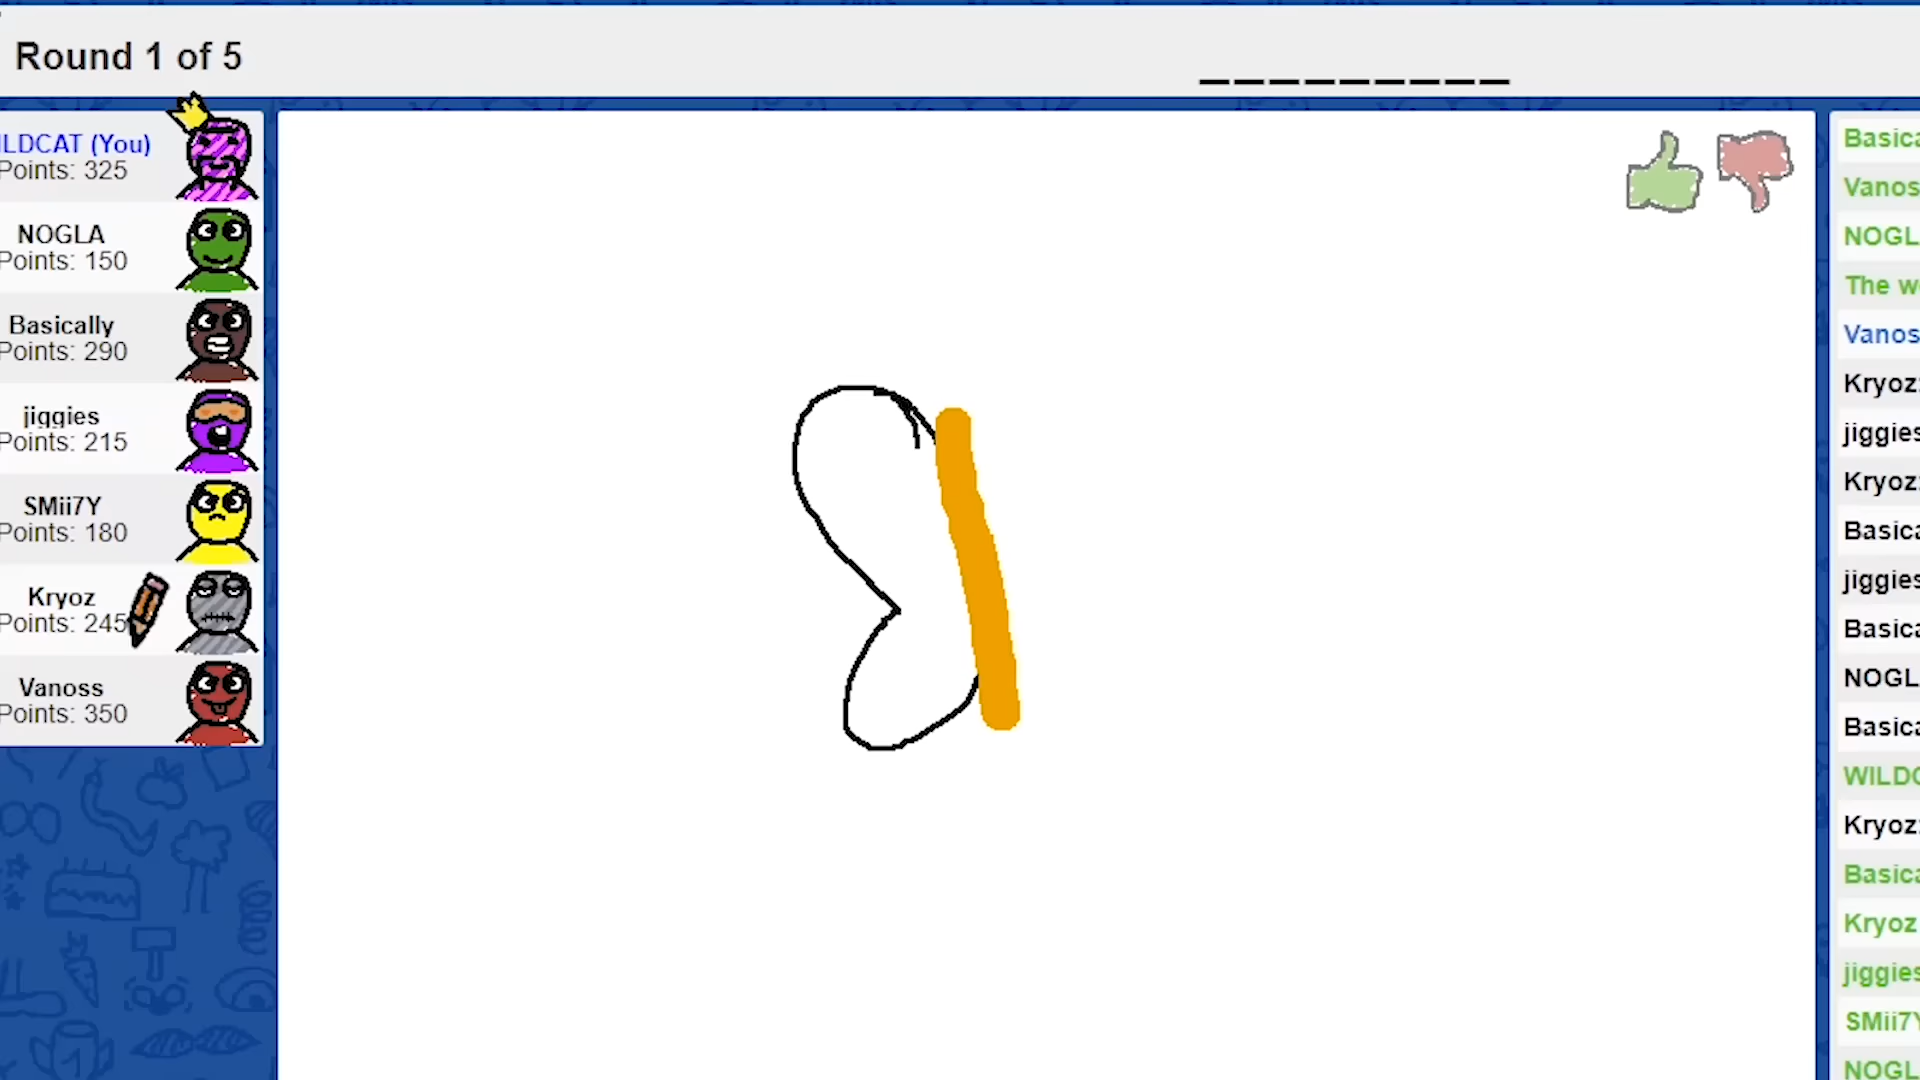 Round 1 of 5
_ _ _ _ _ _ _ _ _
ILDCAT (You)
Points: 325
NOGLA
Points: 150
Basically
Points: 290
jiggies
Points: 215
SMii7Y
Points: 180
Kryoz
Points: 245
Vanoss
Points: 350
Basica
Vanos
NOGL
The w
Vanos
Kryoz
jiggies
Kryoz
Basica
jiggies
Basica
NOGL
Basica
WILDC
Kryoz
Basica
Kryoz
jiggies
SMii7Y
NOGL